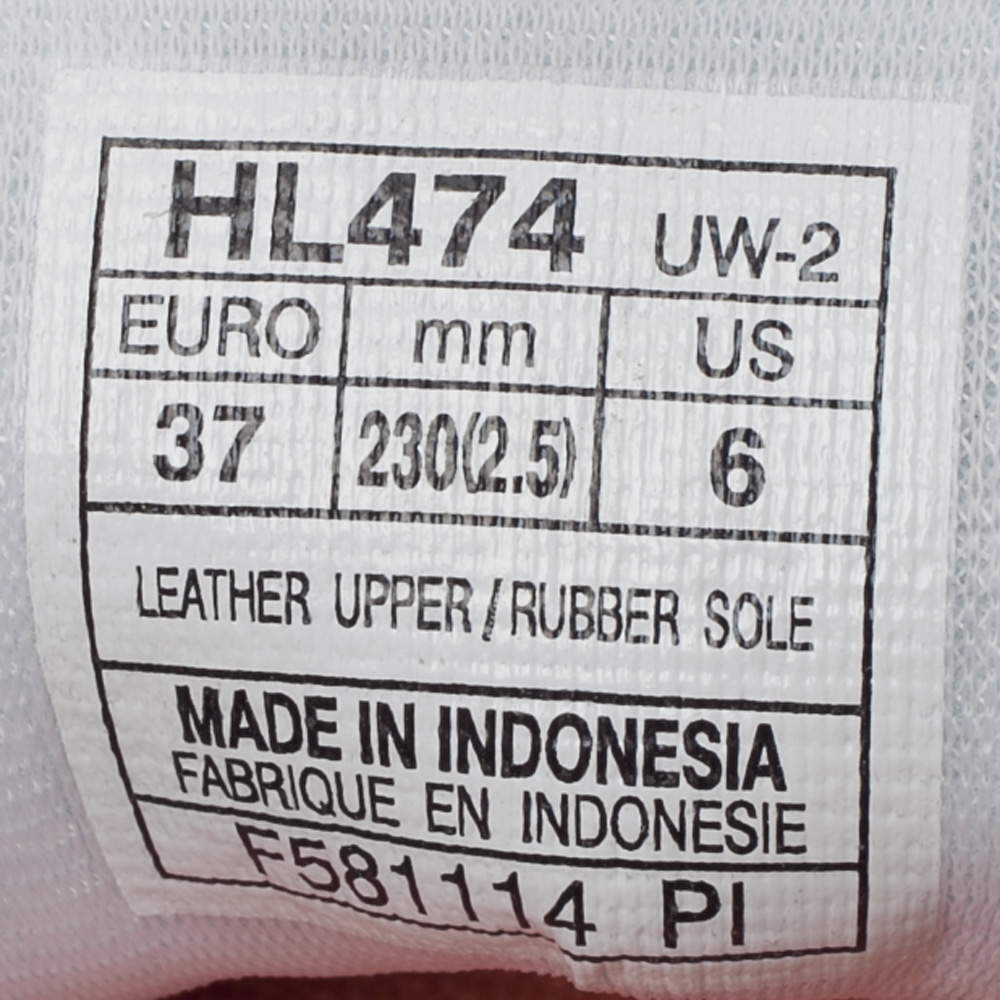 HL474 UW-2
EURO mm US
37 230(2.5) 6
LEATHER UPPER / RUBBER SOLE
MADE IN INDONESIA
FABRIQUE EN INDONESIE
F581114 PI